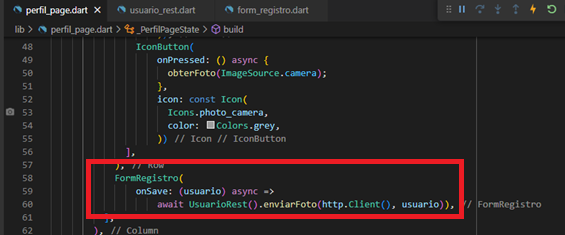 perfil_page.dart × usuario_rest.dart form_registro.dart
lib > perfil_page.dart > _PerfilPageState > build
48 IconButton(
49 onPressed: () async {
50 obterFoto(ImageSource.camera);
51 },
52 icon: const Icon(
53 Icons.photo_camera,
54 color: Colors.grey,
55 )) // Icon // IconButton
56 ],
57 ), // Row
58 FormRegistro(
59 onSave: (usuario) async =>
60 await UsuarioRest().enviarFoto(http.Client(), usuario)), // FormRegistro
61 ],
62 ), // Column